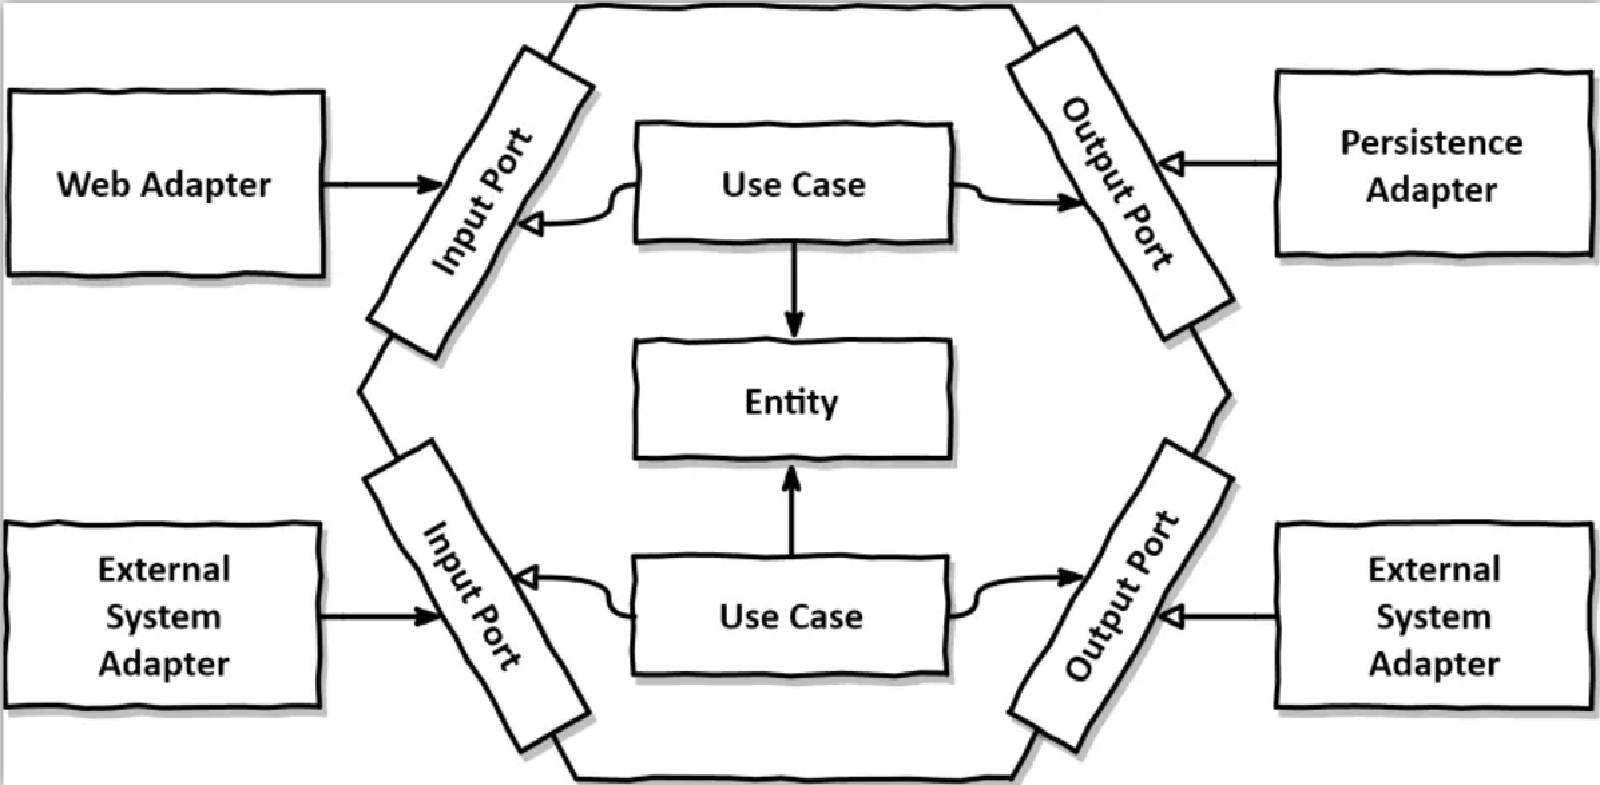 Web Adapter
Input Port
Use Case
Output Port
Persistence
Adapter
Entity
External
System
Adapter
Input Port
Use Case
Output Port
External
System
Adapter